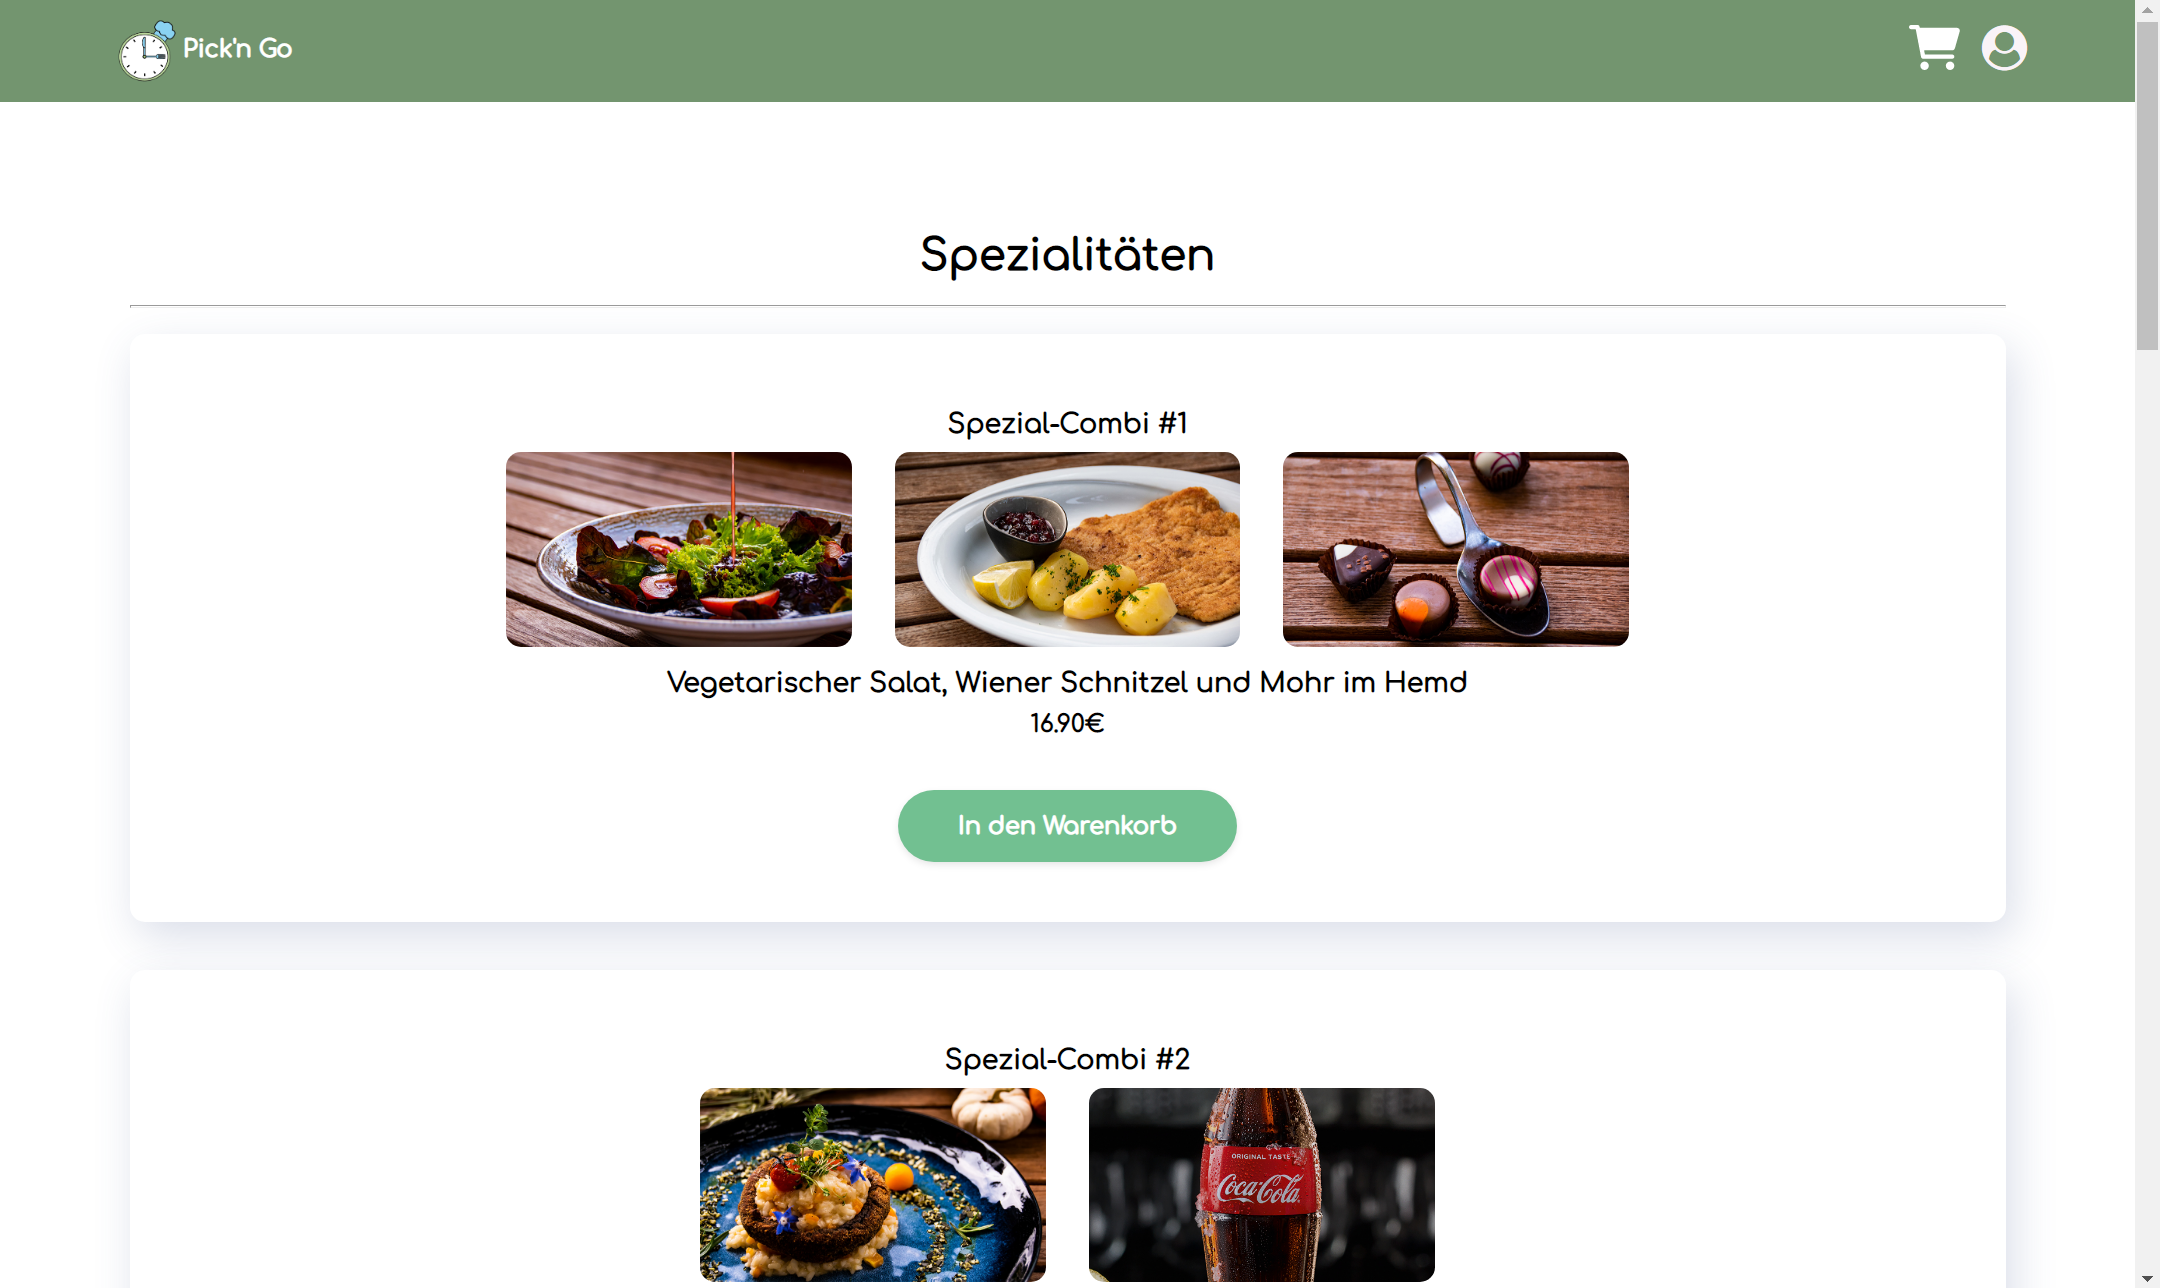 Pick'n Go
Spezialitäten
Spezial-Combi #1
Vegetarischer Salat, Wiener Schnitzel und Mohr im Hemd
16.90€
In den Warenkorb
Spezial-Combi #2
ORIGINAL TASTE
Coca-Cola